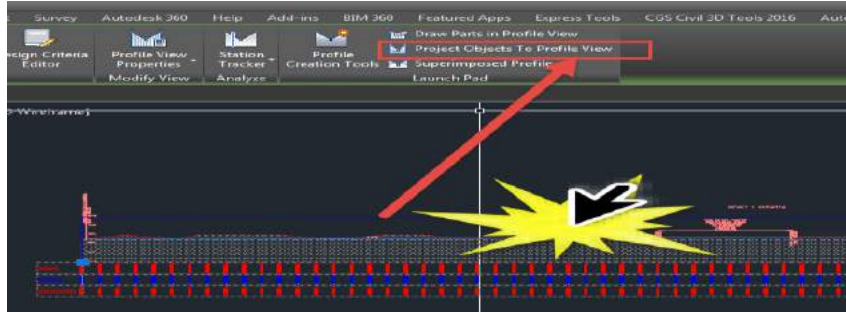 Survey Autodesk 360 Help Add-ins BIM 360 Featured Apps Express Tools CGS Civil 3D Tools 2016
Draw Parts in Profile View
Criteria Profile View Station Profile Project Objects To Profile View
Editor Properties Tracker Creation Tools Superimposed Profile
Modify View Analyze Launch Pad
Wireframe]